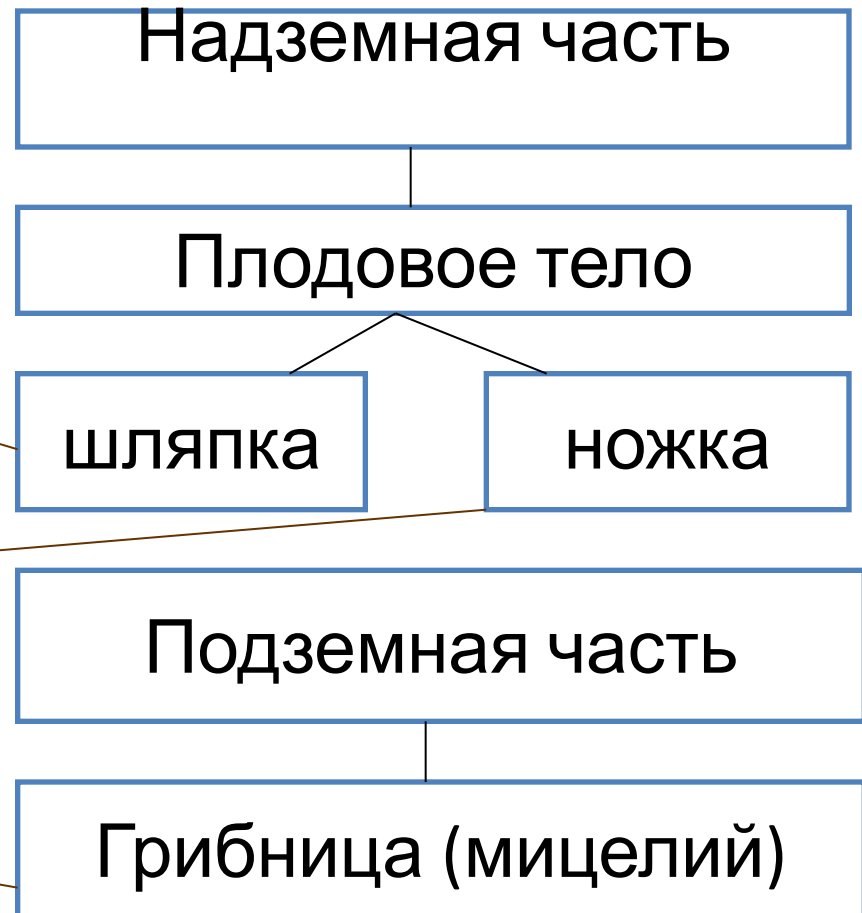 Надземная часть
Плодовое тело
шляпка
ножка
Подземная часть
Грибница (мицелий)